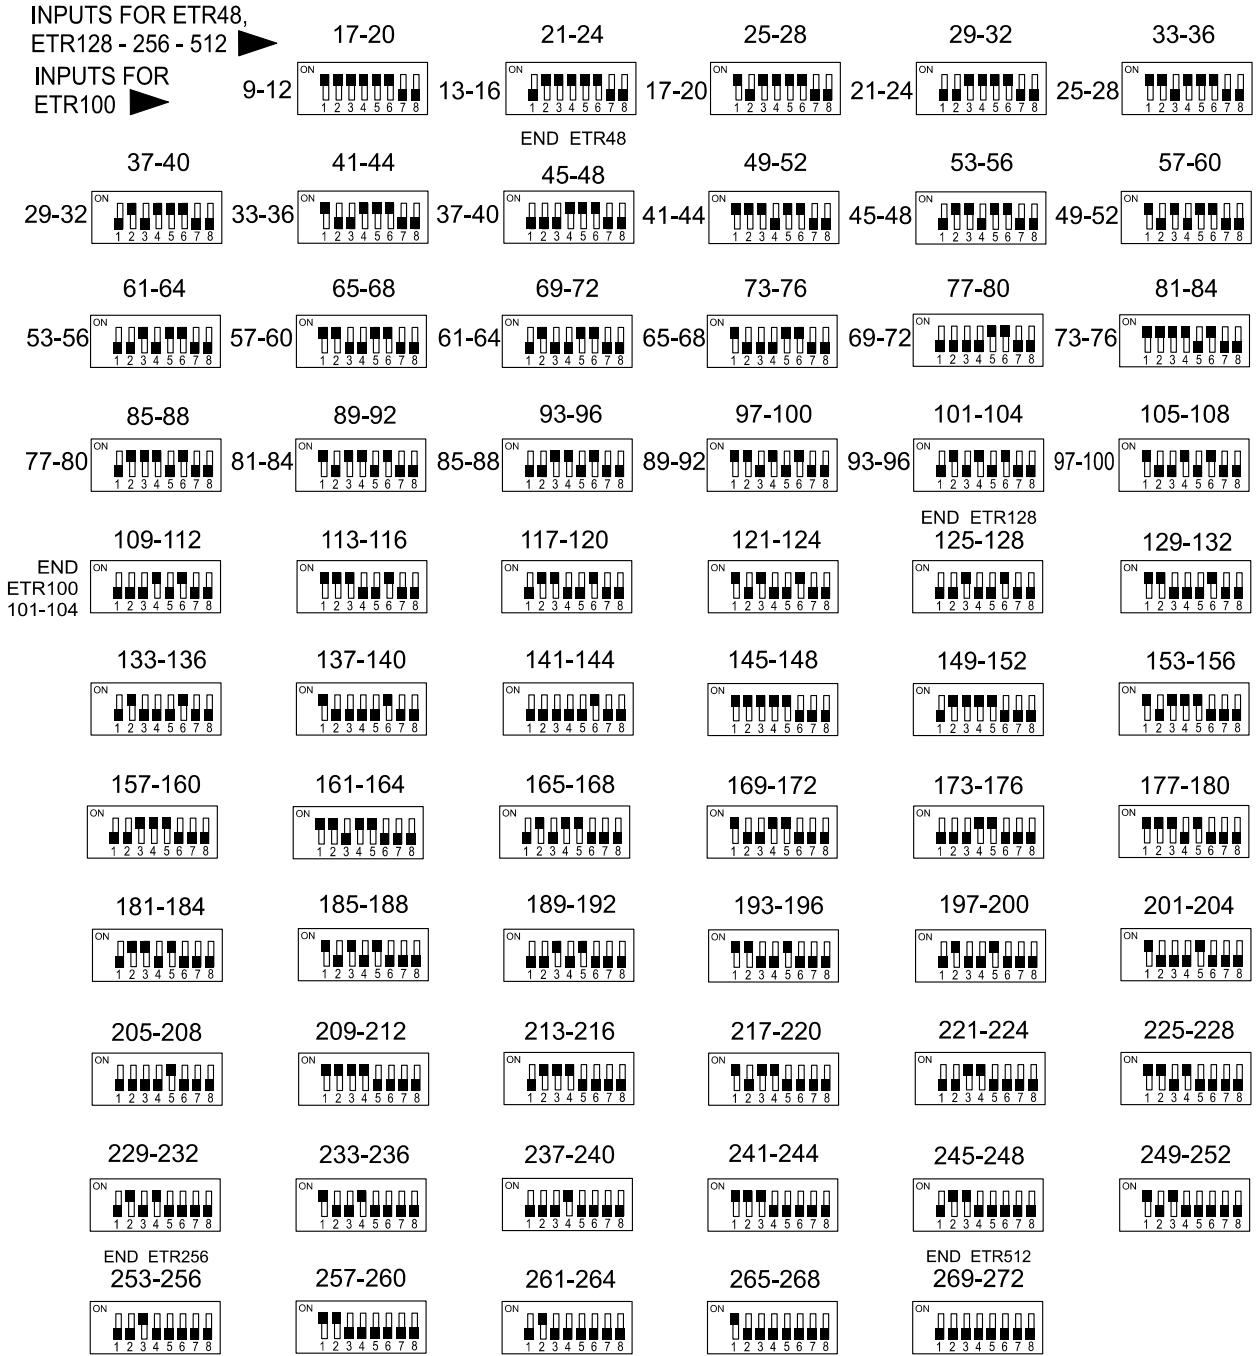 INPUTS FOR ETR48,
ETR128 - 256 - 512
INPUTS FOR
ETR100
17-20 21-24 25-28 29-32 33-36
9-12 ON 1 2 3 4 5 6 7 8 13-16 ON 1 2 3 4 5 6 7 8 17-20 ON 1 2 3 4 5 6 7 8 21-24 ON 1 2 3 4 5 6 7 8 25-28 ON 1 2 3 4 5 6 7 8
END ETR48
37-40 41-44 45-48 49-52 53-56 57-60
29-32 ON 1 2 3 4 5 6 7 8 33-36 ON 1 2 3 4 5 6 7 8 37-40 ON 1 2 3 4 5 6 7 8 41-44 ON 1 2 3 4 5 6 7 8 45-48 ON 1 2 3 4 5 6 7 8 49-52 ON 1 2 3 4 5 6 7 8
61-64 65-68 69-72 73-76 77-80 81-84
53-56 ON 1 2 3 4 5 6 7 8 57-60 ON 1 2 3 4 5 6 7 8 61-64 ON 1 2 3 4 5 6 7 8 65-68 ON 1 2 3 4 5 6 7 8 69-72 ON 1 2 3 4 5 6 7 8 73-76 ON 1 2 3 4 5 6 7 8
85-88 89-92 93-96 97-100 101-104 105-108
77-80 ON 1 2 3 4 5 6 7 8 81-84 ON 1 2 3 4 5 6 7 8 85-88 ON 1 2 3 4 5 6 7 8 89-92 ON 1 2 3 4 5 6 7 8 93-96 ON 1 2 3 4 5 6 7 8 97-100 ON 1 2 3 4 5 6 7 8
END ETR128
109-112 113-116 117-120 121-124 125-128 129-132
END
ETR100
101-104
ON 1 2 3 4 5 6 7 8 ON 1 2 3 4 5 6 7 8 ON 1 2 3 4 5 6 7 8 ON 1 2 3 4 5 6 7 8 ON 1 2 3 4 5 6 7 8 ON 1 2 3 4 5 6 7 8
133-136 137-140 141-144 145-148 149-152 153-156
ON 1 2 3 4 5 6 7 8 ON 1 2 3 4 5 6 7 8 ON 1 2 3 4 5 6 7 8 ON 1 2 3 4 5 6 7 8 ON 1 2 3 4 5 6 7 8 ON 1 2 3 4 5 6 7 8
157-160 161-164 165-168 169-172 173-176 177-180
ON 1 2 3 4 5 6 7 8 ON 1 2 3 4 5 6 7 8 ON 1 2 3 4 5 6 7 8 ON 1 2 3 4 5 6 7 8 ON 1 2 3 4 5 6 7 8 ON 1 2 3 4 5 6 7 8
181-184 185-188 189-192 193-196 197-200 201-204
ON 1 2 3 4 5 6 7 8 ON 1 2 3 4 5 6 7 8 ON 1 2 3 4 5 6 7 8 ON 1 2 3 4 5 6 7 8 ON 1 2 3 4 5 6 7 8 ON 1 2 3 4 5 6 7 8
205-208 209-212 213-216 217-220 221-224 225-228
ON 1 2 3 4 5 6 7 8 ON 1 2 3 4 5 6 7 8 ON 1 2 3 4 5 6 7 8 ON 1 2 3 4 5 6 7 8 ON 1 2 3 4 5 6 7 8 ON 1 2 3 4 5 6 7 8
229-232 233-236 237-240 241-244 245-248 249-252
ON 1 2 3 4 5 6 7 8 ON 1 2 3 4 5 6 7 8 ON 1 2 3 4 5 6 7 8 ON 1 2 3 4 5 6 7 8 ON 1 2 3 4 5 6 7 8 ON 1 2 3 4 5 6 7 8
END ETR256 END ETR512
253-256 257-260 261-264 265-268 269-272
ON 1 2 3 4 5 6 7 8 ON 1 2 3 4 5 6 7 8 ON 1 2 3 4 5 6 7 8 ON 1 2 3 4 5 6 7 8 ON 1 2 3 4 5 6 7 8